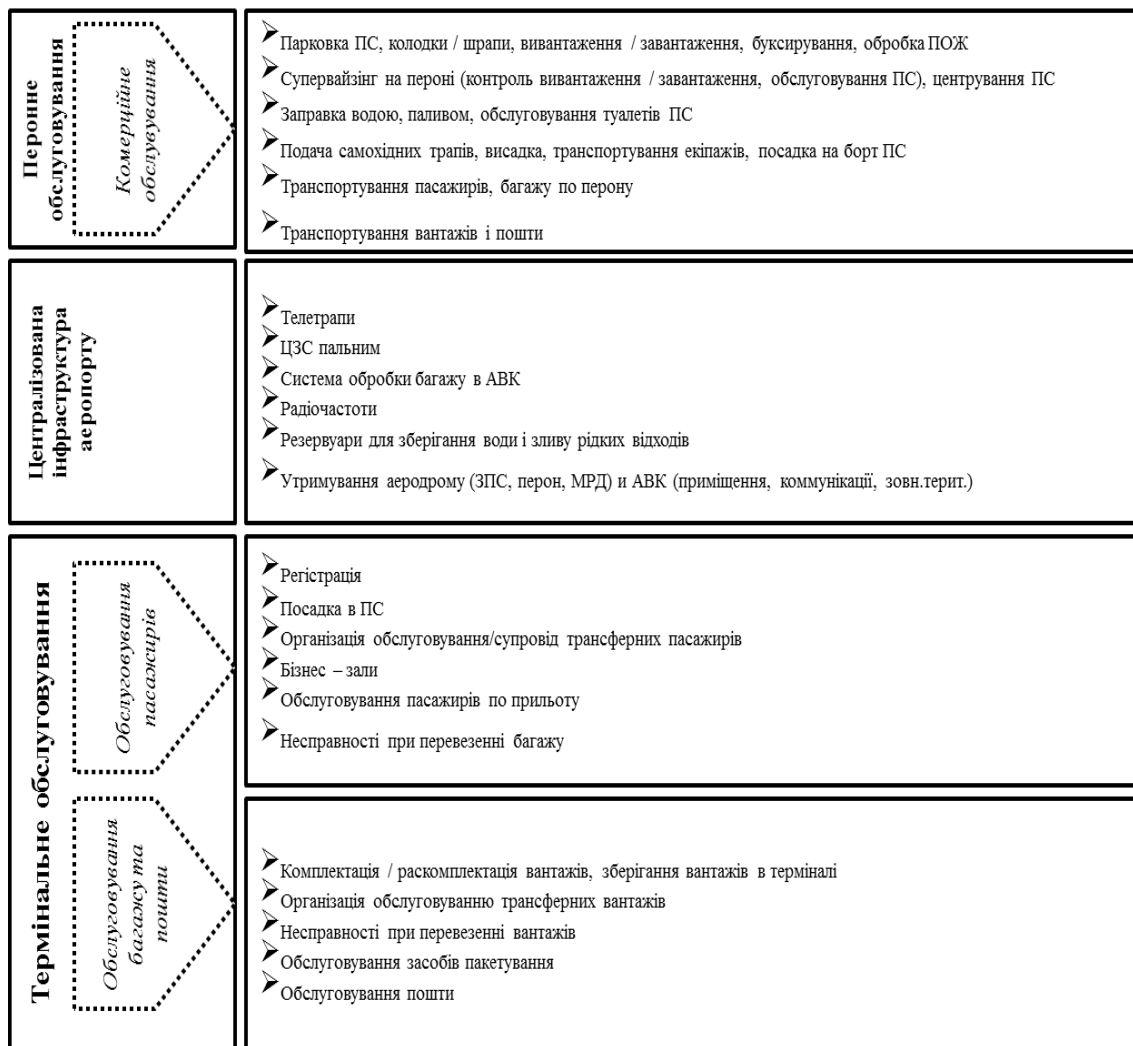 Перонне
обслуговування
Комерційне
обслувування
Парковка ПС, колодки / шрапи, вивантаження / завантаження, буксирування, обробка ПОЖ
Супервайзінг на пероні (контроль вивантаження / завантаження, обслуговування ПС), центрування ПС
Заправка водою, паливом, обслуговування туалетів ПС
Подача самохідних трапів, висадка, транспортування екіпажів, посадка на борт ПС
Транспортування пасажирів, багажу по перону
Транспортування вантажів і пошти
Централізована
інфраструктура
аеропорту
Телетрапи
ЦЗС пальним
Система обробки багажу в АВК
Радіочастоти
Резервуари для зберігання води і зливу рідких відходів
Утримування аеродрому (ЗПС, перон, МРД) и АВК (приміщення, коммунікації, зовн.терит.)
Термінальне обслуговування
Обслуговування
пасажирів
Регістрація
Посадка в ПС
Організація обслуговування/супровід трансферних пасажирів
Бізнес – зали
Обслуговування пасажирів по прильоту
Несправності при перевезенні багажу
Обслуговування
багажу та
пошти
Комплектація / раскомплектація вантажів, зберігання вантажів в терміналі
Організація обслуговуванню трансферних вантажів
Несправності при перевезенні вантажів
Обслуговування засобів пакетування
Обслуговування пошти